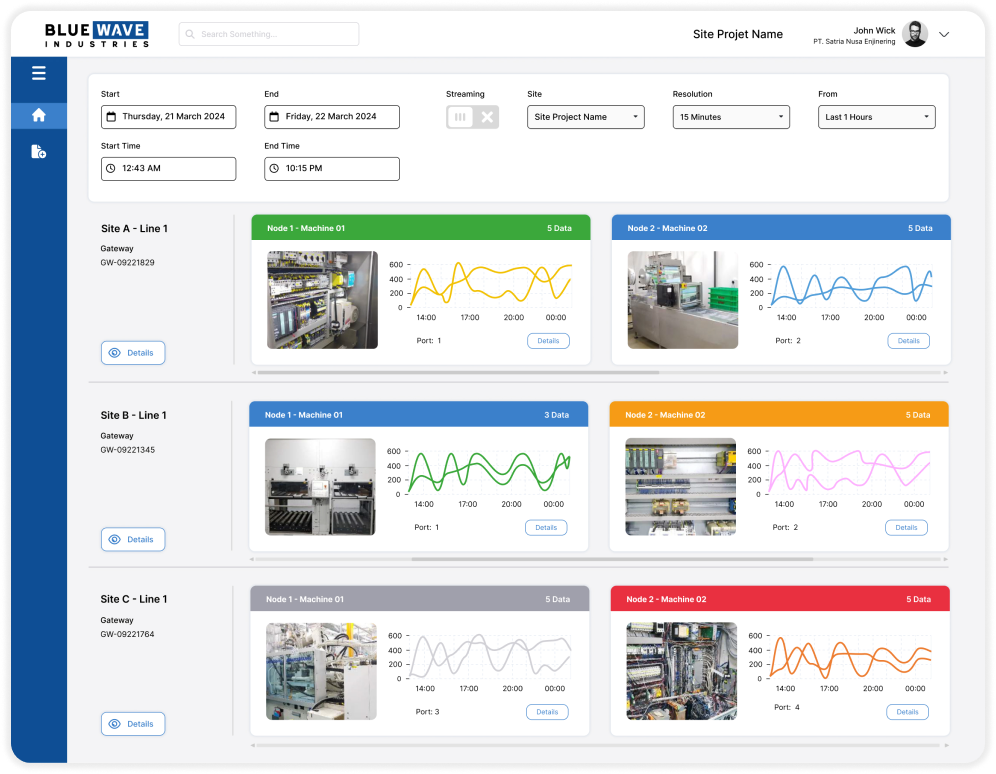 BLUE WAVE
INDUSTRIES
Search Something...
Site Projet Name
John Wick
PT. Satria Nusa Enjinering
Start
End
Streaming
Site
Resolution
From
Thursday, 21 March 2024
Friday, 22 March 2024
Site Project Name
15 Minutes
Last 1 Hours
Start Time
End Time
12:43 AM
10:15 PM
Site A - Line 1
Gateway
GW-09221829
Details
Node 1 - Machine 01
5 Data
600
400
200
0
14:00 17:00 20:00 00:00
Port: 1
Details
Node 2 - Machine 02
5 Data
600
400
200
0
14:00 17:00 20:00 00:00
Port: 2
Details
Site B - Line 1
Gateway
GW-09221345
Details
Node 1 - Machine 01
3 Data
600
400
200
0
14:00 17:00 20:00 00:00
Port: 1
Details
Node 2 - Machine 02
5 Data
600
400
200
0
14:00 17:00 20:00 00:00
Port: 2
Details
Site C - Line 1
Gateway
GW-09221764
Details
Node 1 - Machine 01
5 Data
600
400
200
0
14:00 17:00 20:00 00:00
Port: 3
Details
Node 2 - Machine 02
5 Data
600
400
200
0
14:00 17:00 20:00 00:00
Port: 4
Details